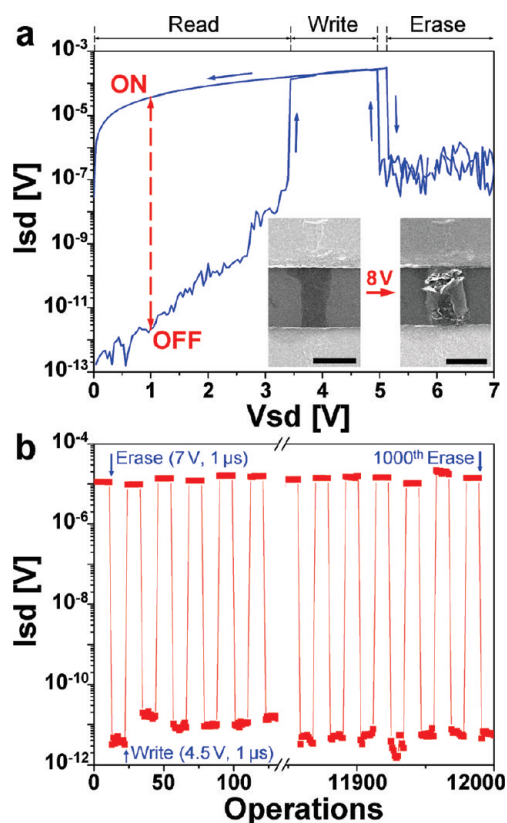 a
Read Write Erase
10-3
10-5
10-7
10-9
10-11
10-13
Isd [V]
ON
OFF
8V
0 1 2 3 4 5 6 7
Vsd [V]
b
10-4
10-6
10-8
10-10
10-12
Isd [V]
Erase (7 V, 1 μs)
1000th Erase
Write (4.5 V, 1 μs)
0 50 100 11900 12000
Operations